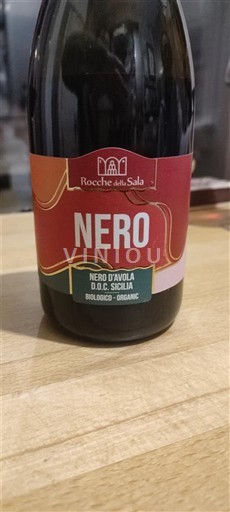 Rocche della Sala
NERO
VINIOU
NERO D'AVOLA
D.O.C. SICILIA
BIOLOGICO - ORGANIC